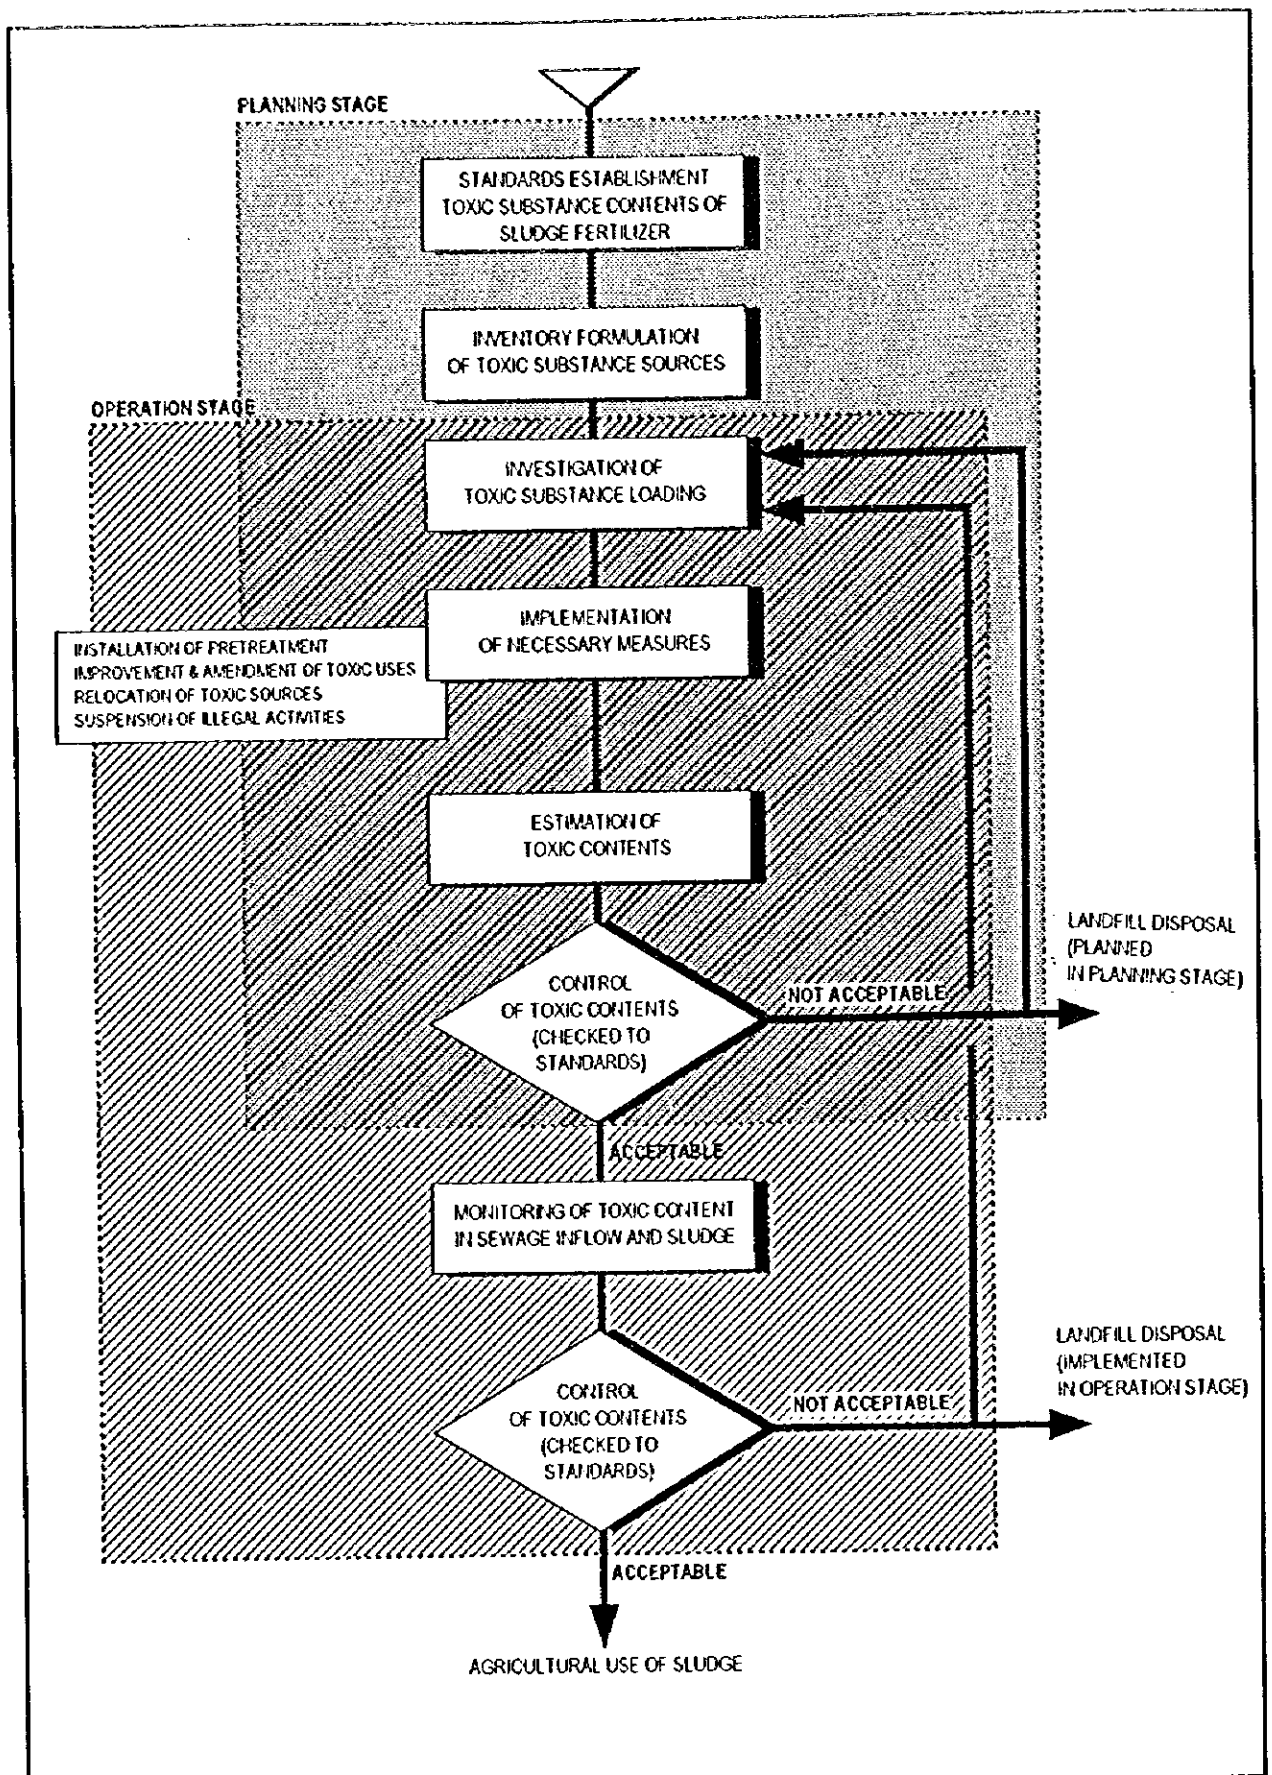 PLANNING STAGE
STANDARDS ESTABLISHMENT
TOXIC SUBSTANCE CONTENTS OF
SLUDGE FERTILIZER
INVENTORY FORMULATION
OF TOXIC SUBSTANCE SOURCES
OPERATION STAGE
INVESTIGATION OF
TOXIC SUBSTANCE LOADING
IMPLEMENTATION
OF NECESSARY MEASURES
INSTALLATION OF PRETREATMENT
IMPROVEMENT & AMENDMENT OF TOXIC USES
RELOCATION OF TOXIC SOURCES
SUSPENSION OF ILLEGAL ACTIVITIES
ESTIMATION OF
TOXIC CONTENTS
LANDFILL DISPOSAL
(PLANNED
IN PLANNING STAGE)
CONTROL
OF TOXIC CONTENTS
(CHECKED TO
STANDARDS)
NOT ACCEPTABLE
ACCEPTABLE
MONITORING OF TOXIC CONTENT
IN SEWAGE INFLOW AND SLUDGE
LANDFILL DISPOSAL
(IMPLEMENTED
IN OPERATION STAGE)
CONTROL
OF TOXIC CONTENTS
(CHECKED TO
STANDARDS)
NOT ACCEPTABLE
ACCEPTABLE
AGRICULTURAL USE OF SLUDGE